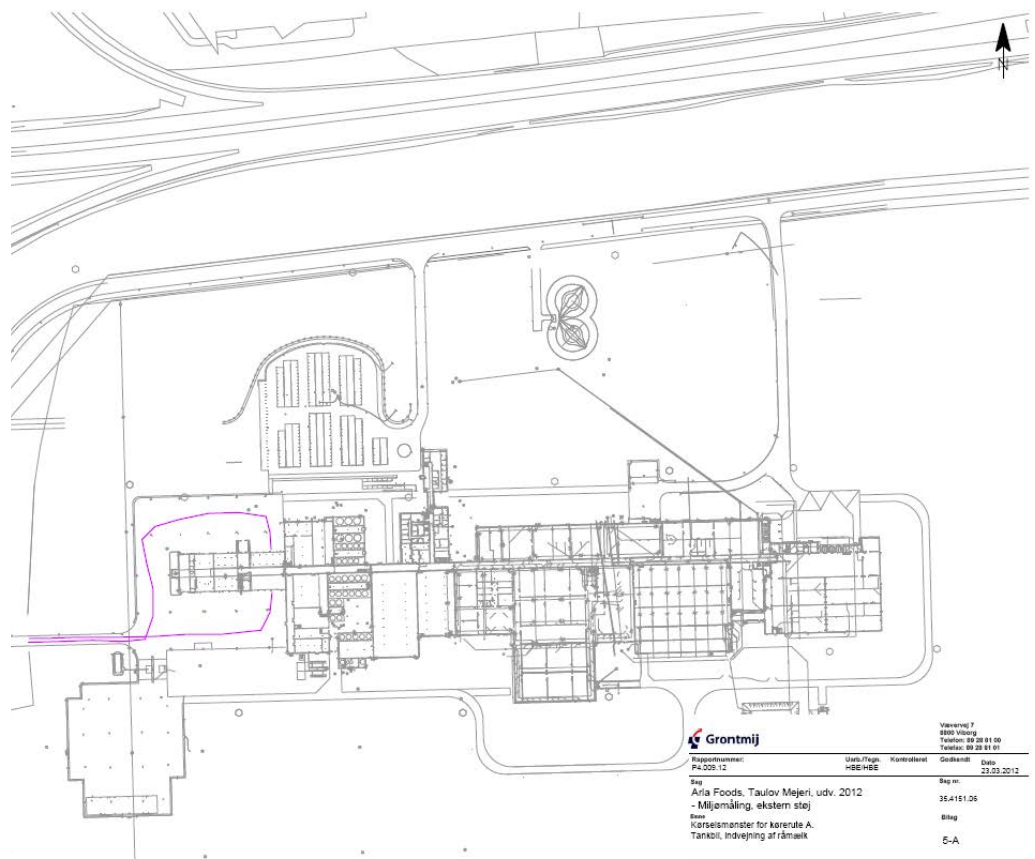 N
Grontmij
Vævervej 7
8800 Viborg
Telefon: 89 28 81 00
Telefax: 89 28 81 01
Rapportnummer:
P4.009.12
Udrb./Tegn.
HBE/HBE
Kontrolleret
Godkendt
Dato
23.03.2012
Sag
Arla Foods, Taulov Mejeri, udv. 2012
- Miljømåling, ekstern støj
Sag nr.
35.4151.06
Emne
Kørselsmønster for kørerute A.
Tankbil, indvejning af råmælk
Bilag
5-A